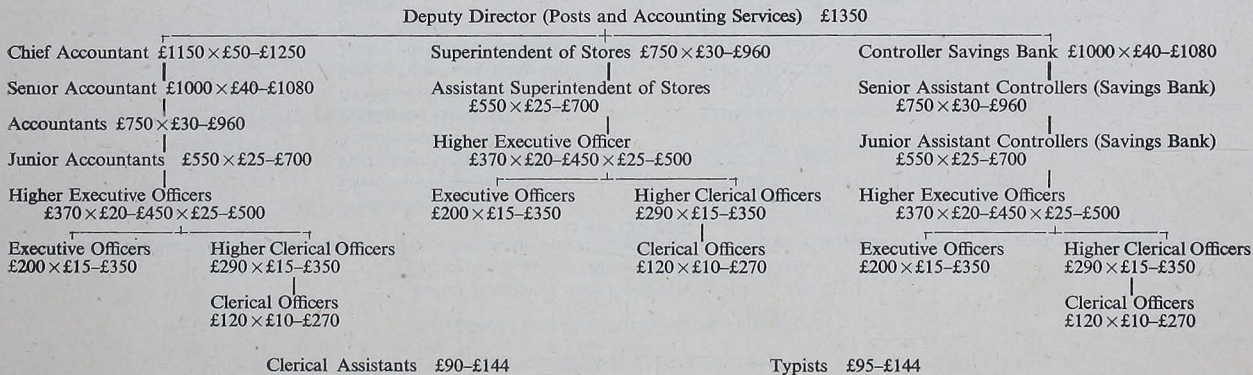 Deputy Director (Posts and Accounting Services) £1350
Chief Accountant £1150×£50–£1250
Senior Accountant £1000×£40–£1080
Accountants £750×£30–£960
Junior Accountants £550×£25–£700
Higher Executive Officers
£370×£20–£450×£25–£500
Executive Officers
£200×£15–£350
Higher Clerical Officers
£290×£15–£350
Clerical Officers
£120×£10–£270
Superintendent of Stores £750×£30–£960
Assistant Superintendent of Stores
£550×£25–£700
Higher Executive Officer
£370×£20–£450×£25–£500
Executive Officers
£200×£15–£350
Higher Clerical Officers
£290×£15–£350
Clerical Officers
£120×£10–£270
Controller Savings Bank £1000×£40–£1080
Senior Assistant Controllers (Savings Bank)
£750×£30–£960
Junior Assistant Controllers (Savings Bank)
£550×£25–£700
Higher Executive Officers
£370×£20–£450×£25–£500
Executive Officers
£200×£15–£350
Higher Clerical Officers
£290×£15–£350
Clerical Officers
£120×£10–£270
Clerical Assistants £90–£144
Typists £95–£144